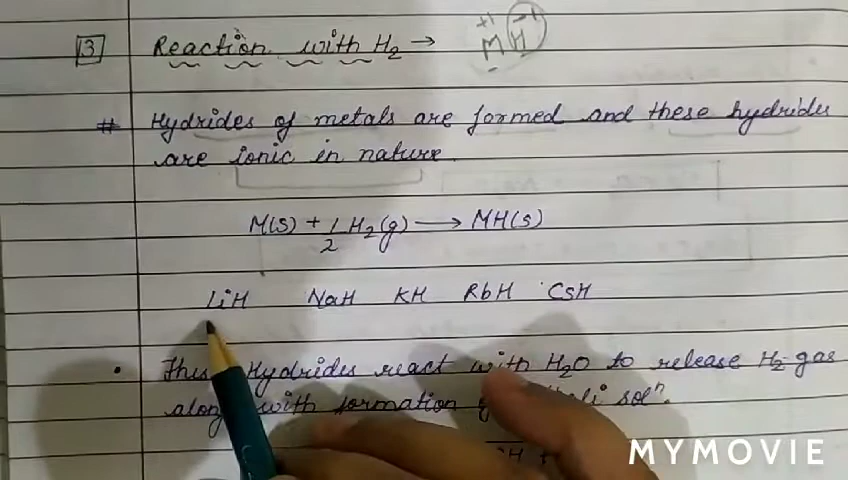 3 Reaction with H₂ → +1 -1 M H
# Hydrides of metals are formed and these hydrides
are ionic in nature.
M(s) + 1/2 H₂(g) → MH(s)
LiH NaH KH RbH CsH
• Hydrides react with H₂O to release H₂ gas
along with formation solⁿ.
MYMOVIE